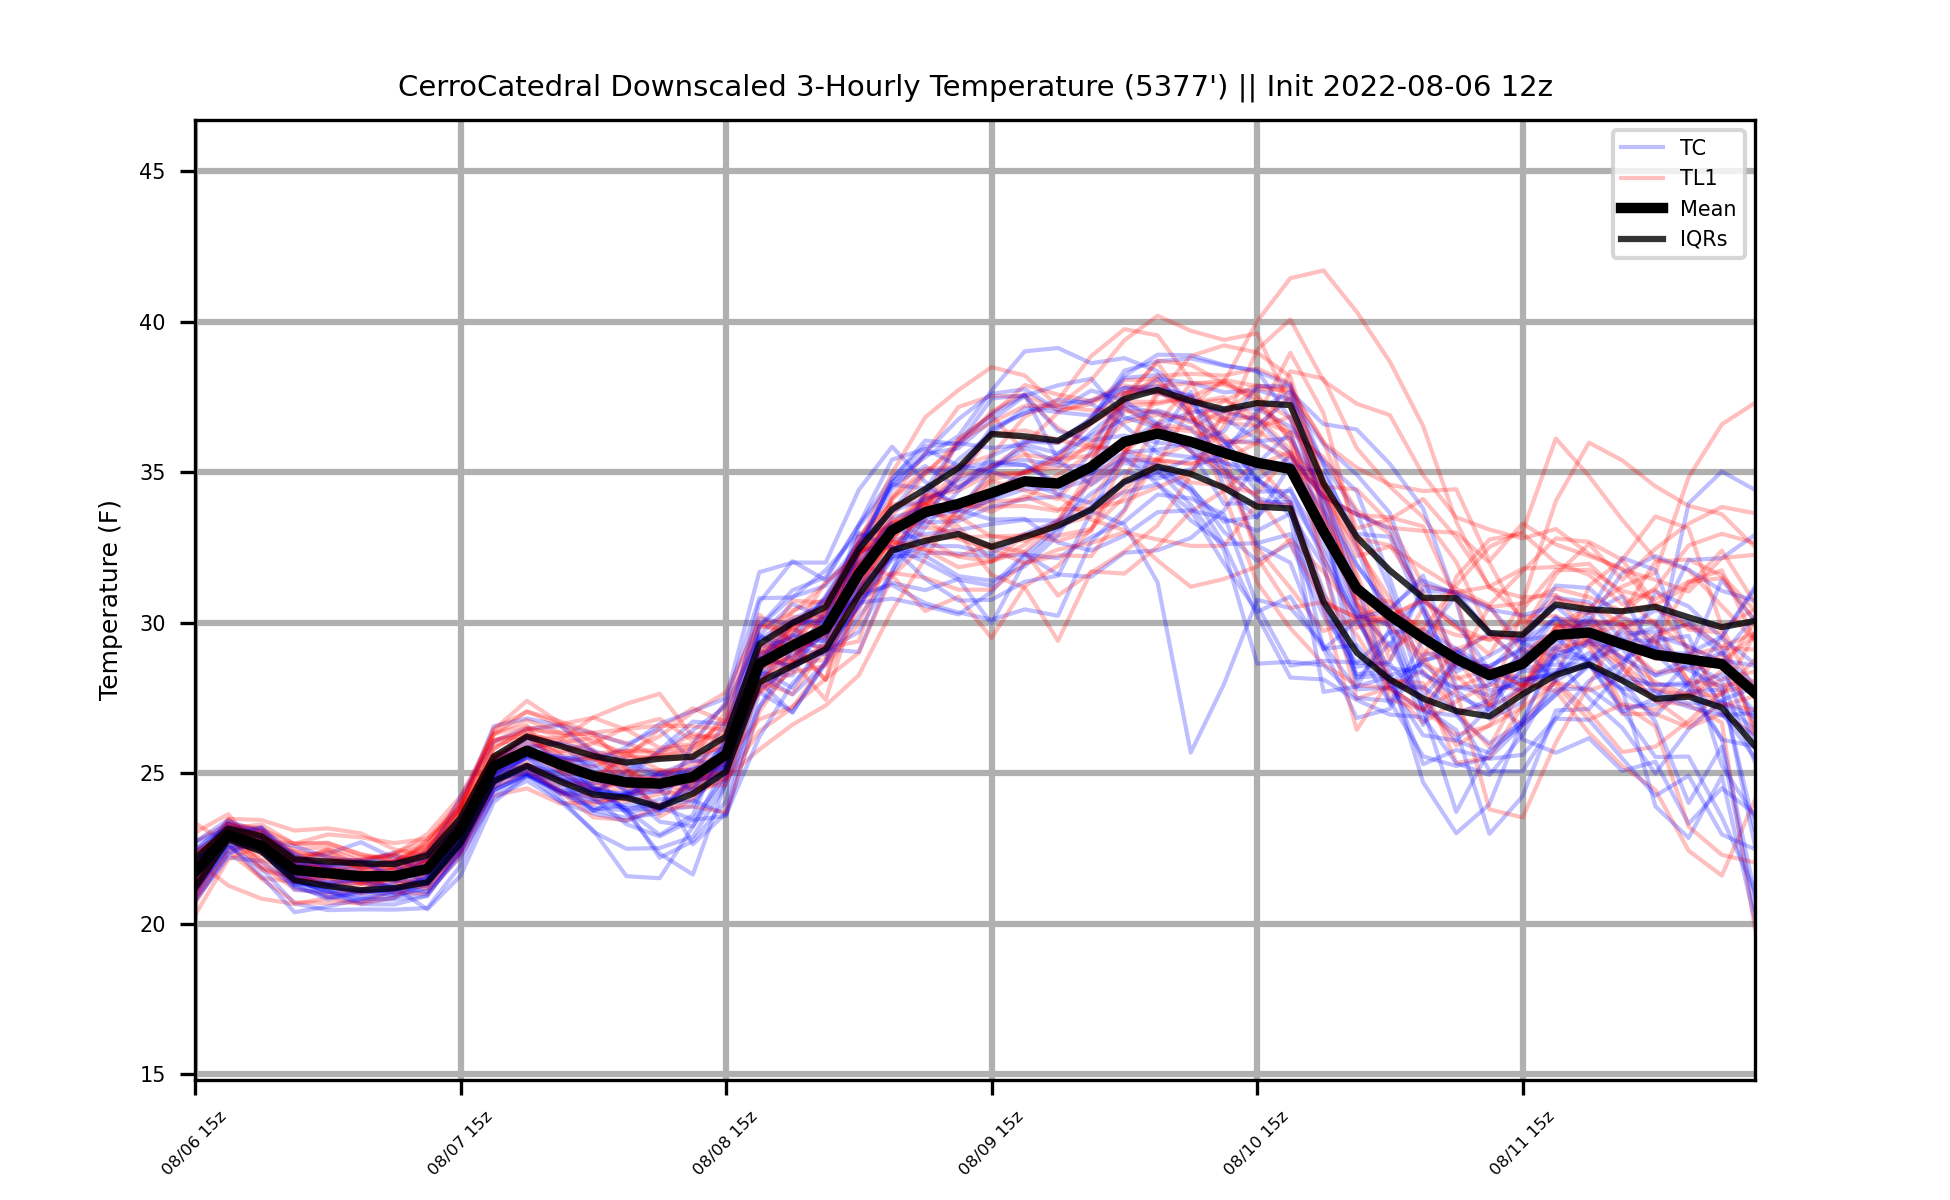 CerroCatedral Downscaled 3-Hourly Temperature (5377') || Init 2022-08-06 12z
TC
TL1
Mean
IQRs
Temperature (F)
45
40
35
30
25
20
15
08/06 15z
08/07 15z
08/08 15z
08/09 15z
08/10 15z
08/11 15z